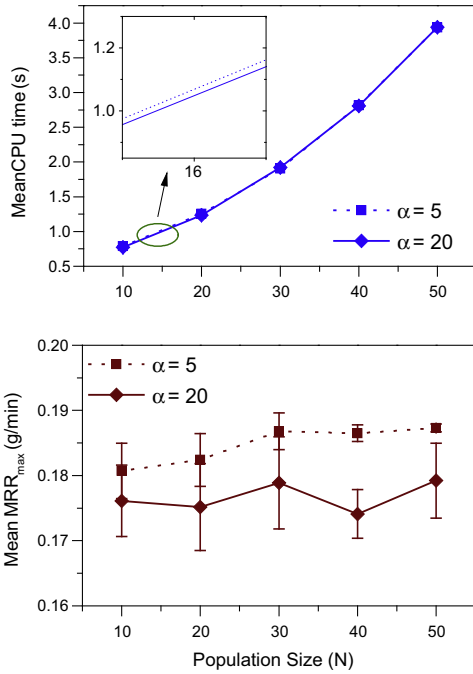 4.0
3.5
3.0
2.5
2.0
1.5
1.0
0.5
MeanCPU time (s)
1.2
1.0
16
α = 5
α = 20
10 20 30 40 50
0.20
0.19
0.18
0.17
0.16
Mean MRRmax (g/min)
α = 5
α = 20
10 20 30 40 50
Population Size (N)